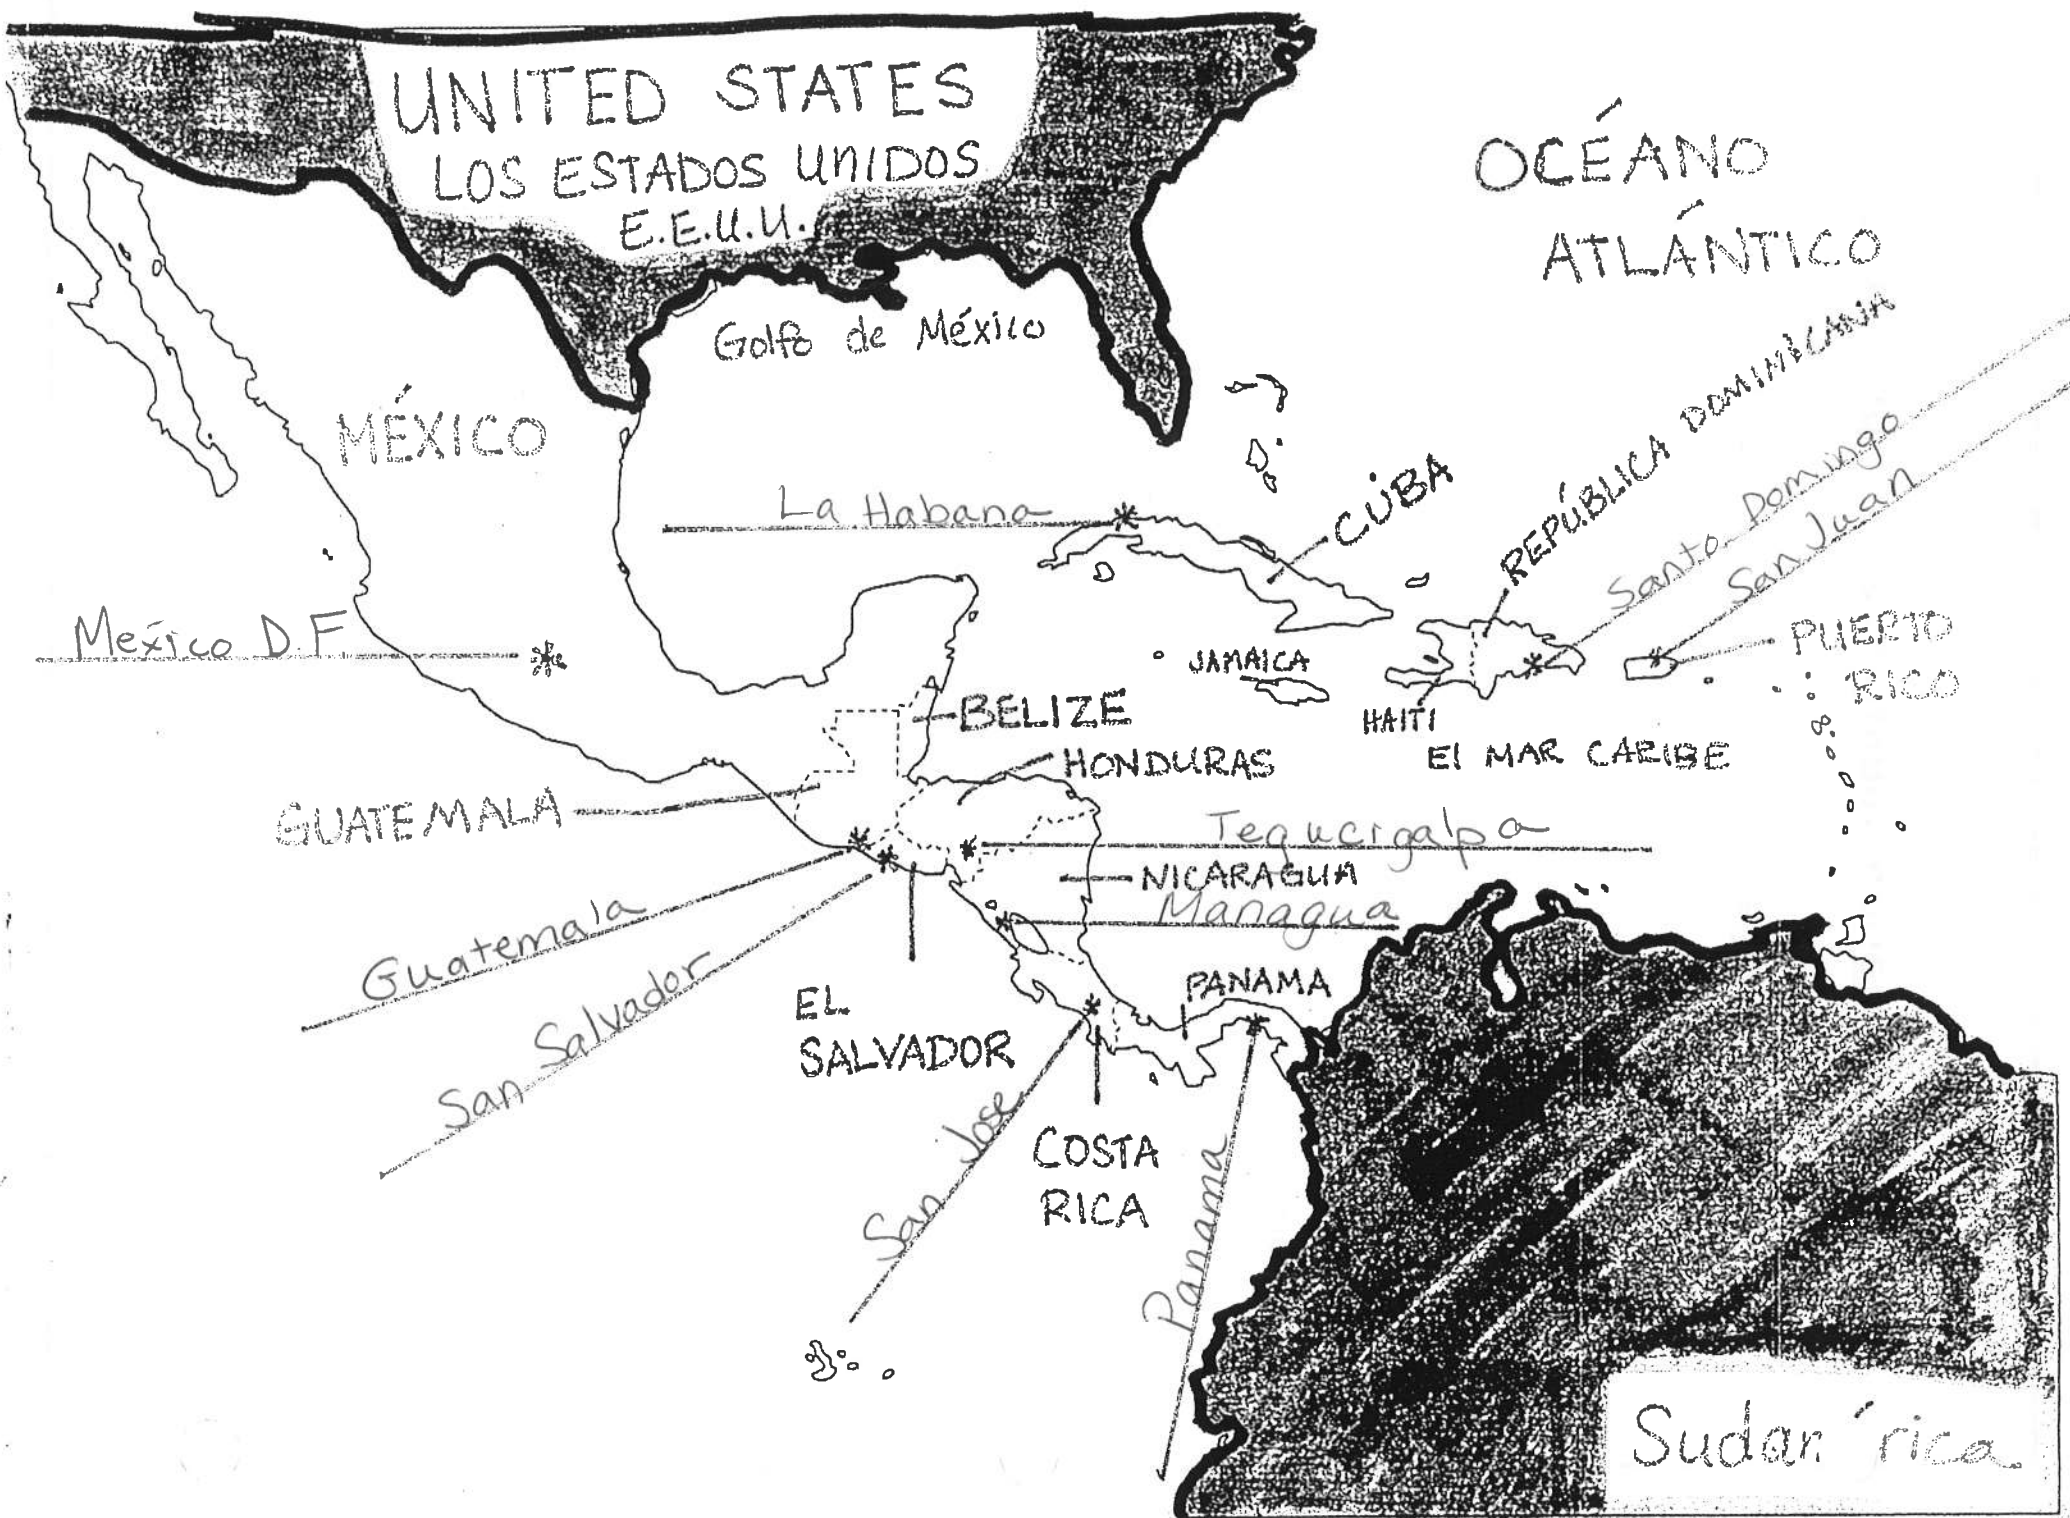 UNITED STATES
LOS ESTADOS UNIDOS
E.E.U.U.
OCÉANO
ATLÁNTICO
Golfo de México
MÉXICO
La Habana
CÚBA
REPÚBLICA DOMINICANA
Santo Domingo
San Juan
México D.F.
PUERTO
RICO
JAMAICA
HAITI
El MAR CARIBE
BELIZE
HONDURAS
GUATEMALA
Tegucigalpa
NICARAGUA
Managua
Guatemala
San Salvador
EL
SALVADOR
PANAMA
San Jose
COSTA
RICA
Panama